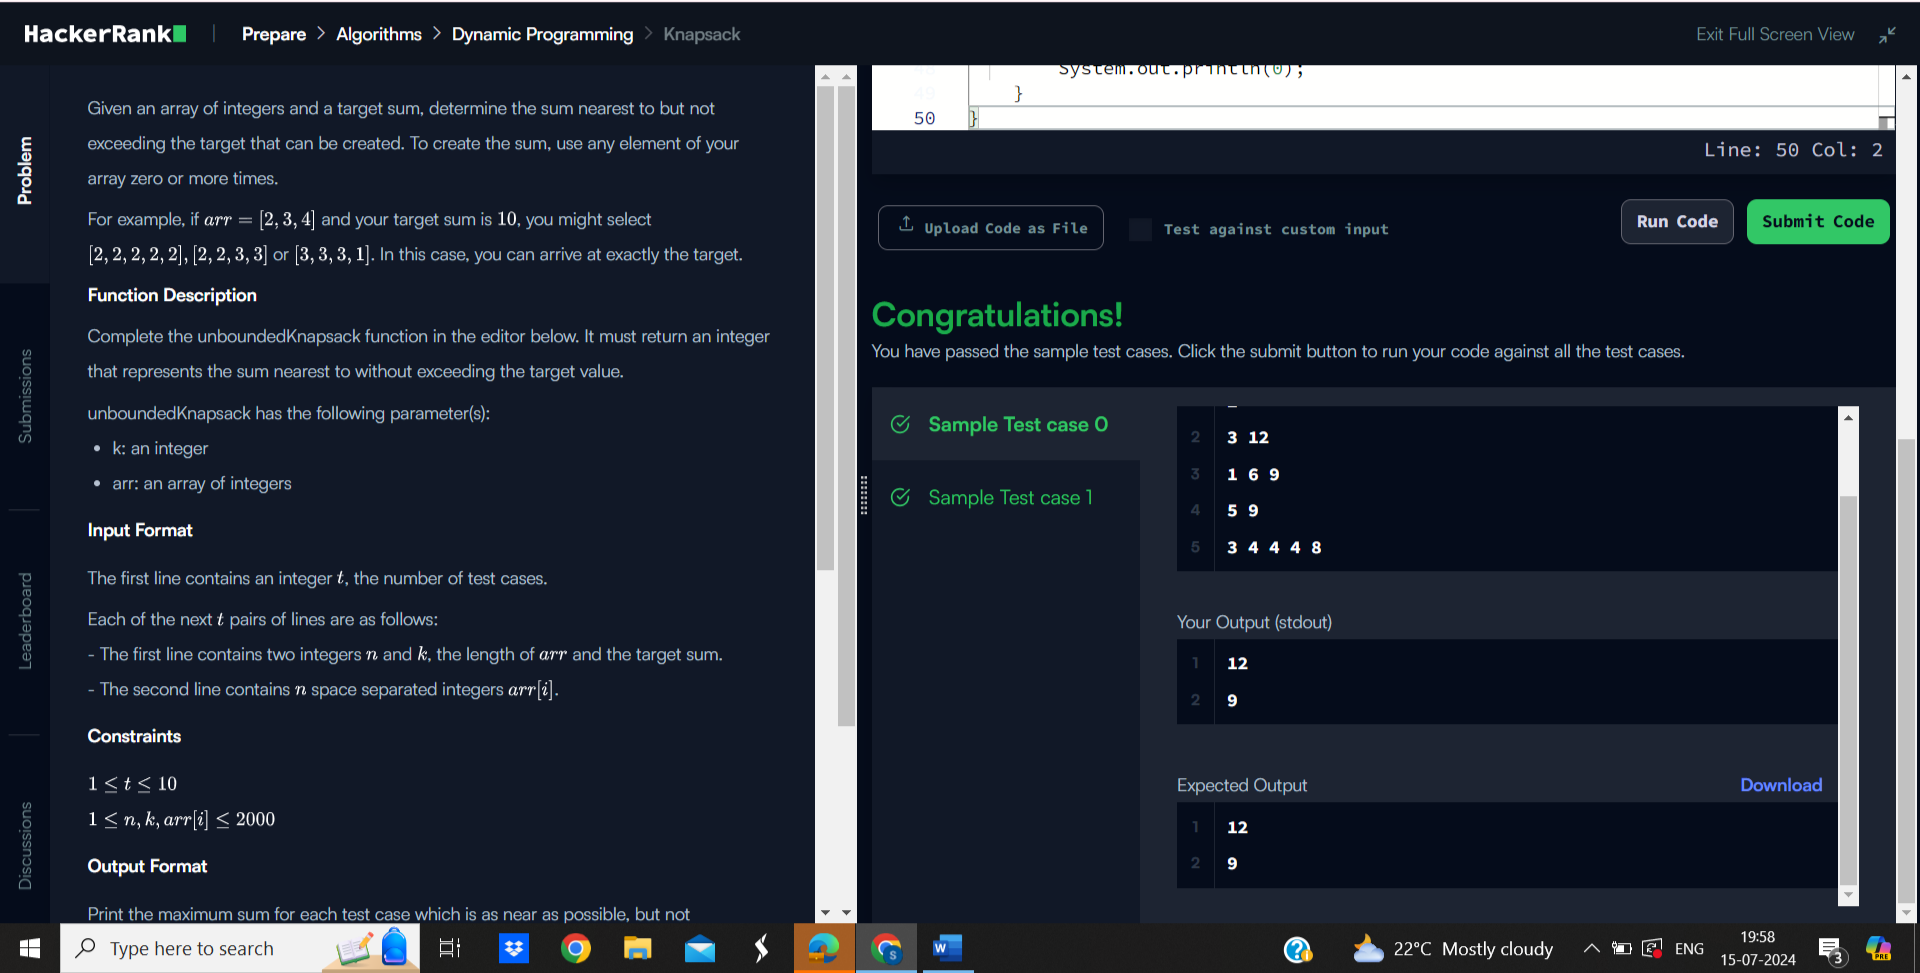 HackerRank
Prepare > Algorithms > Dynamic Programming > Knapsack
Exit Full Screen View
Problem
Submissions
Leaderboard
Discussions
Given an array of integers and a target sum, determine the sum nearest to but not
exceeding the target that can be created. To create the sum, use any element of your
array zero or more times.
For example, if arr = [2, 3, 4] and your target sum is 10, you might select
[2, 2, 2, 2, 2], [2, 2, 3, 3] or [3, 3, 3, 1]. In this case, you can arrive at exactly the target.
Function Description
Complete the unboundedKnapsack function in the editor below. It must return an integer
that represents the sum nearest to without exceeding the target value.
unboundedKnapsack has the following parameter(s):
• k: an integer
• arr: an array of integers
Input Format
The first line contains an integer t, the number of test cases.
Each of the next t pairs of lines are as follows:
- The first line contains two integers n and k, the length of arr and the target sum.
- The second line contains n space separated integers arr[i].
Constraints
1 ≤ t ≤ 10
1 ≤ n, k, arr[i] ≤ 2000
Output Format
Print the maximum sum for each test case which is as near as possible, but not
System.out.println(0);
49 }
50 }
Line: 50 Col: 2
Upload Code as File
Test against custom input
Run Code
Submit Code
Congratulations!
You have passed the sample test cases. Click the submit button to run your code against all the test cases.
Sample Test case 0
Sample Test case 1
2 3 12
3 1 6 9
4 5 9
5 3 4 4 4 8
Your Output (stdout)
1 12
2 9
Expected Output
Download
1 12
2 9
Type here to search
22°C Mostly cloudy
ENG
19:58
15-07-2024
3
PRE